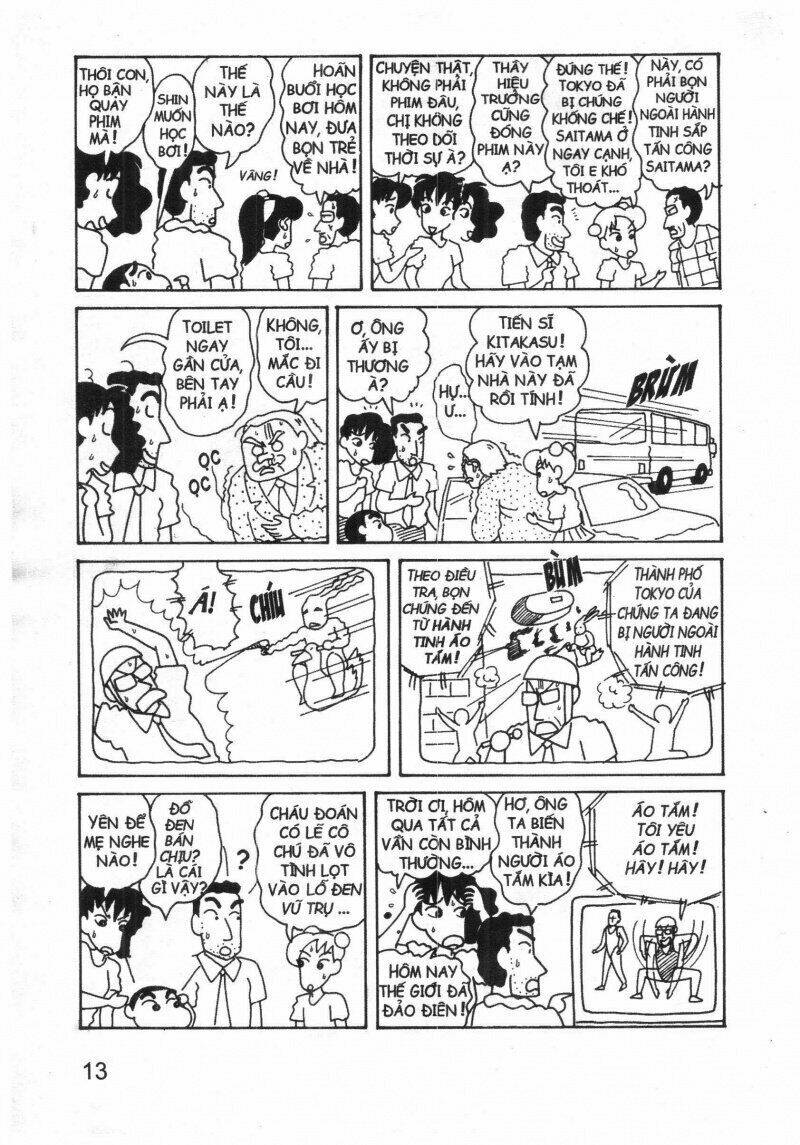 NÀY, CÓ
PHẢI BỌN
NGƯỜI
NGOÀI HÀNH
TINH SẮP
TẤN CÔNG
SAITAMA?
ĐÚNG THẾ!
TOKYO ĐÃ
BỊ CHÚNG
KHỐNG CHẾ!
SAITAMA Ở
NGAY CẠNH,
TÔI E KHÓ
THOÁT...
THẦY
HIỆU
TRƯỞNG
CŨNG
ĐÓNG
PHIM NÀY
Ạ?
CHUYỆN THẬT,
KHÔNG PHẢI
PHIM ĐÂU,
CHỊ KHÔNG
THEO DÕI
THỜI SỰ À?
HOÃN
BUỔI HỌC
BƠI HÔM
NAY, ĐƯA
BỌN TRẺ
VỀ NHÀ!
VÂNG!
THẾ
NÀY LÀ
THẾ
NÀO?
SHIN
MUỐN
HỌC
BƠI!
THÔI CON,
HỌ BẬN
QUAY
PHIM
MÀ!
BRỪM
TIẾN SĨ
KITAKASU!
HÃY VÀO TẠM
NHÀ NÀY ĐÃ
RỒI TÍNH!
HỰ...
Ư...
Ơ, ÔNG
ẤY BỊ
THƯƠNG
À?
KHÔNG,
TÔI...
MẮC ĐI
CẦU!
ỌC
ỌC
TOILET
NGAY
GẦN CỬA,
BÊN TAY
PHẢI Ạ!
THÀNH PHỐ
TOKYO CỦA
CHÚNG TA ĐANG
BỊ NGƯỜI NGOÀI
HÀNH TINH
TẤN CÔNG!
BÙM
THEO ĐIỀU
TRA, BỌN
CHÚNG ĐẾN
TỪ HÀNH
TINH ÁO
TẮM!
CHÍU
Á!
ÁO TẮM!
TÔI YÊU
ÁO TẮM!
HÂY! HÂY!
HƠ, ÔNG
TA BIẾN
THÀNH
NGƯỜI ÁO
TẮM KÌA!
TRỜI ƠI, HÔM
QUA TẤT CẢ
VẪN CÒN BÌNH
THƯỜNG...
HÔM NAY
THẾ GIỚI ĐÃ
ĐẢO ĐIÊN!
CHÁU ĐOÁN
CÓ LẼ CÔ
CHÚ ĐÃ VÔ
TÌNH LỌT
VÀO LỖ ĐEN
VŨ TRỤ ...
?
ĐỒ
ĐEN
BÁN
CHỊU?
LÀ CÁI
GÌ VẬY?
YÊN ĐỂ
MẸ NGHE
NÀO!
13